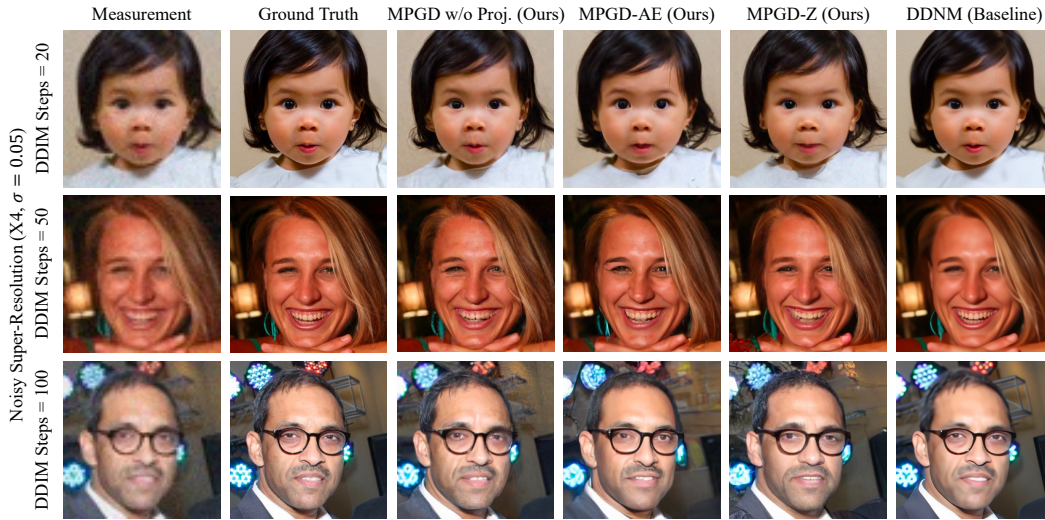 Measurement
Ground Truth
MPGD w/o Proj. (Ours)
MPGD-AE (Ours)
MPGD-Z (Ours)
DDNM (Baseline)
Noisy Super-Resolution (X4, σ = 0.05)
DDIM Steps = 20
DDIM Steps = 50
DDIM Steps = 100